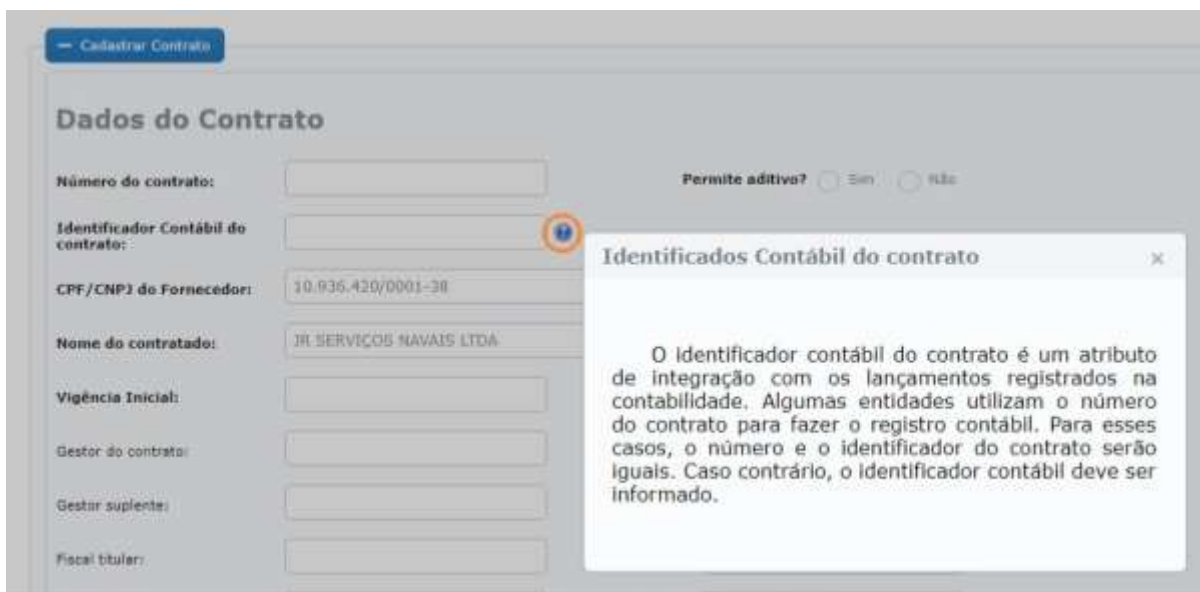 — Cadastrar Contrato
Dados do Contrato
Número do contrato:
Permite aditivo? Sim Não
Identificador Contábil do
contrato:
CPF/CNPJ do Fornecedor:
10.936.420/0001-38
Nome do contratado:
JR SERVIÇOS NAVAIS LTDA
Vigência Inicial:
Gestor do contrato:
Gestor suplente:
Fiscal titular:
Identificados Contábil do contrato ×
O identificador contábil do contrato é um atributo
de integração com os lançamentos registrados na
contabilidade. Algumas entidades utilizam o número
do contrato para fazer o registro contábil. Para esses
casos, o número e o identificador do contrato serão
iguais. Caso contrário, o identificador contábil deve ser
informado.